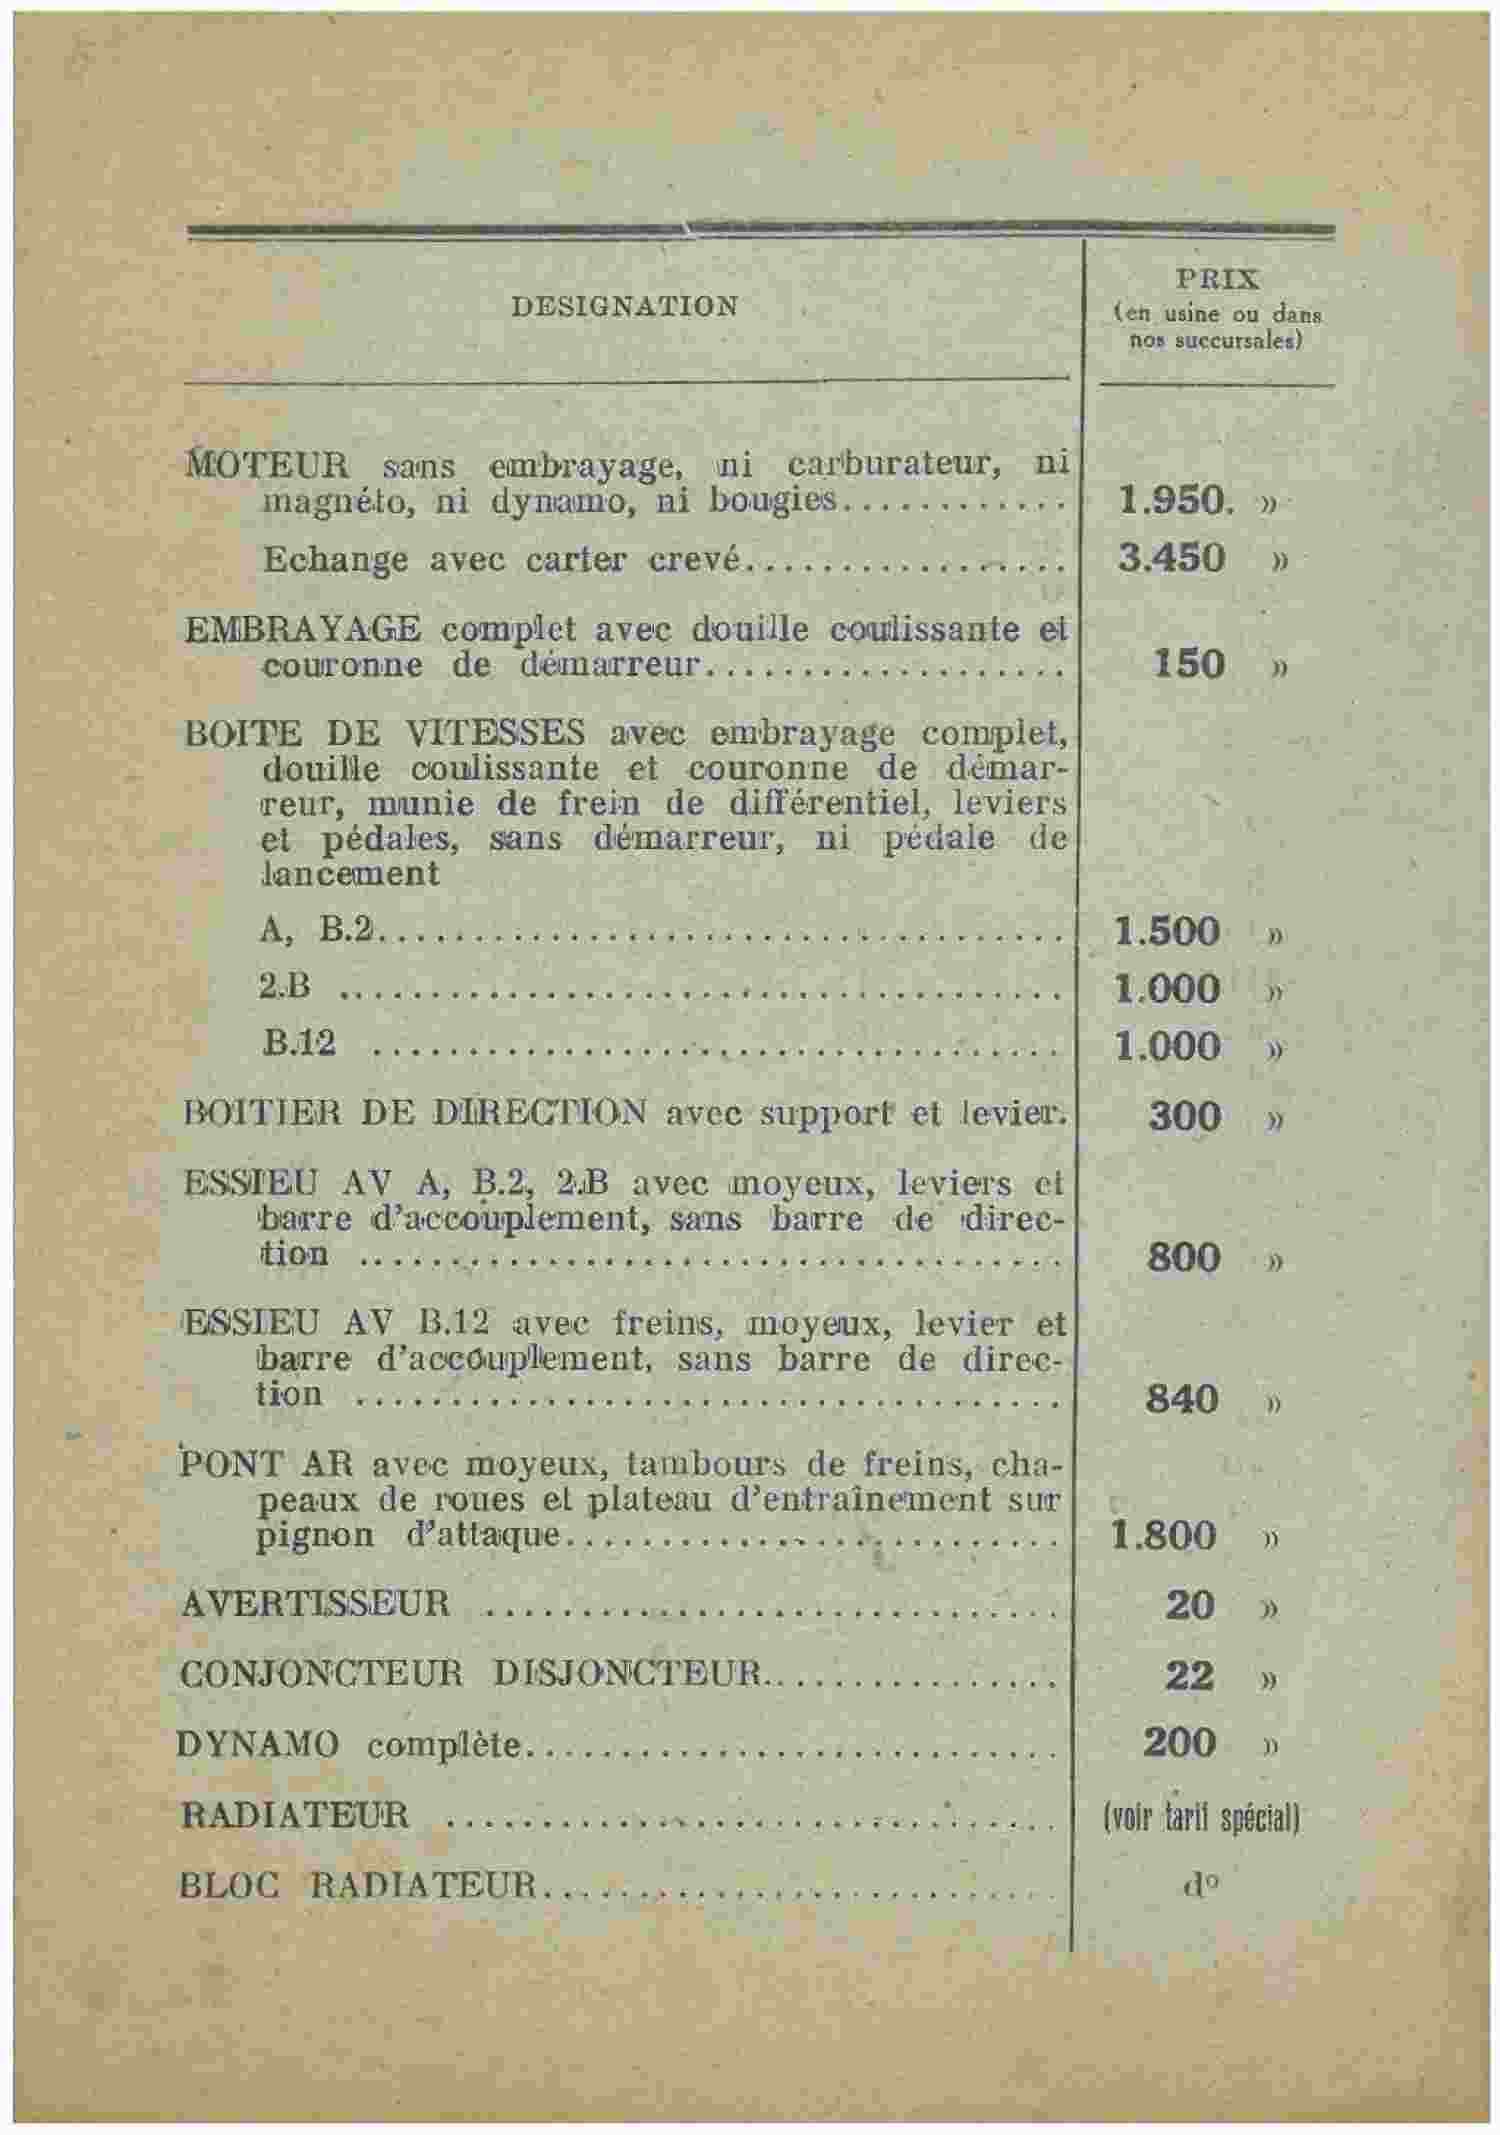 DESIGNATION
PRIX
(en usine ou dans
nos succursales)
MOTEUR sans embrayage, ni carburateur, ni
magnéto, ni dynamo, ni bougies............ 1.950. »
Echange avec carter crevé................. 3.450 »
EMBRAYAGE complet avec douille coulissante et
couronne de démarreur................... 150 »
BOITE DE VITESSES avec embrayage complet,
douille coulissante et couronne de démar-
reur, munie de frein de différentiel, leviers
et pédales, sans démarreur, ni pédale de
lancement
A, B.2.................................... 1.500 »
2.B ...................................... 1.000 »
B.12 .................................... 1.000 »
BOITIER DE DIRECTION avec support et levier. 300 »
ESSIEU AV A, B.2, 2.B avec moyeux, leviers et
barre d'accouplement, sans barre de direc-
tion ..................................... 800 »
ESSIEU AV B.12 avec freins, moyeux, levier et
barre d'accouplement, sans barre de direc-
tion ..................................... 840 »
PONT AR avec moyeux, tambours de freins, cha-
peaux de roues et plateau d'entraînement sur
pignon d'attaque.......................... 1.800 »
AVERTISSEUR .............................. 20 »
CONJONCTEUR DISJONCTEUR................ 22 »
DYNAMO complète............................ 200 »
RADIATEUR ................................ (voir tarif spécial)
BLOC RADIATEUR........................... d°